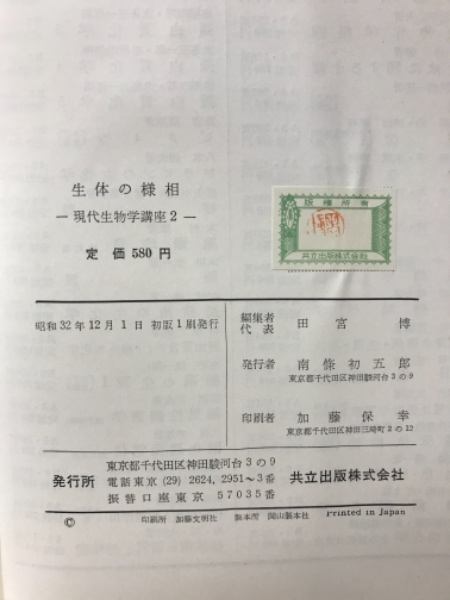 生体の様相
— 現代生物学講座 2 —
定価 580 円
版権所有
共立出版株式会社
昭和 32 年 12 月 1 日 初版 1 刷発行
編集者
代表 田宮 博
発行者 南條初五郎
東京都千代田区神田駿河台 3 の 9
印刷者 加藤保幸
東京都千代田区神田三崎町 2 の 12
発行所
東京都千代田区神田駿河台 3 の 9
電話東京 (29) 2624, 2951〜3 番
振替口座東京 57035 番
共立出版株式会社
© 印刷所 加藤文明社 製本所 岡山製本社 Printed in Japan